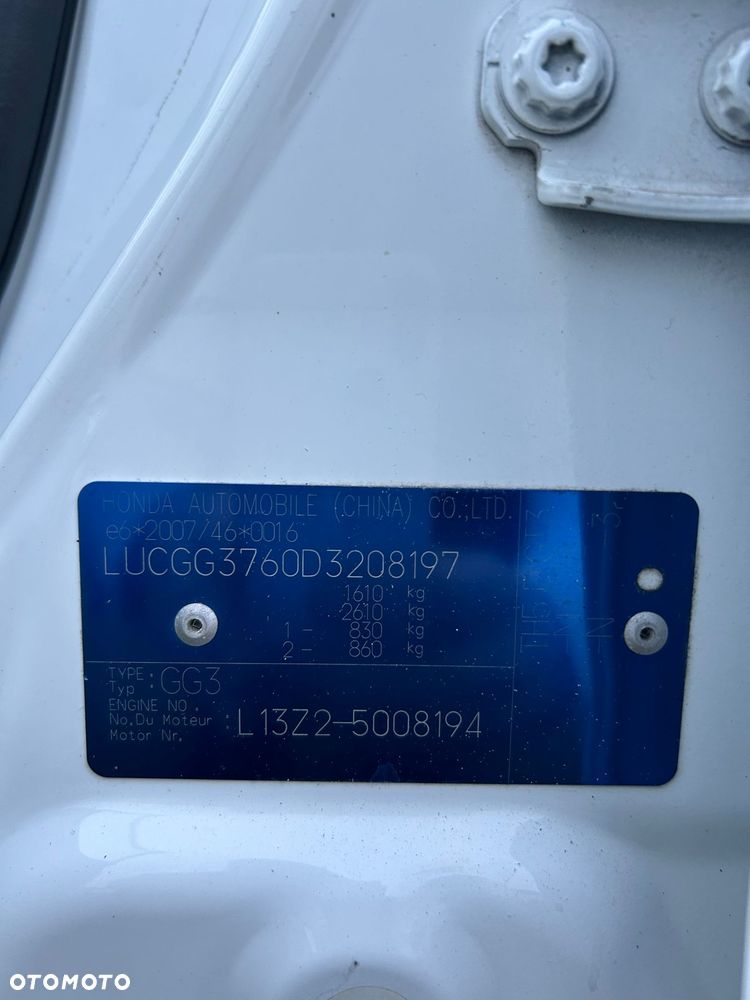 HONDA AUTOMOBILE (CHINA) CO.,LTD.
e6*2007/46*0016
LUCGG3760D3208197
1610 kg
2610 kg
1 - 830 kg
2 - 860 kg
TYPE
Typ : GG3
ENGINE NO.
No.Du Moteur : L13Z2-5008194
Motor Nr.
OTOMOTO